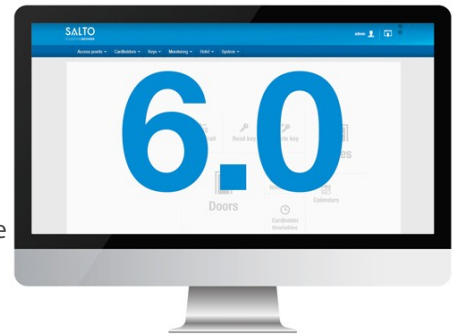 SALTO
admin
Access points Cardholders Keys Monitoring Hotel System
6.0
Read key
Doors
Calendars
Cardholder
timetables
e